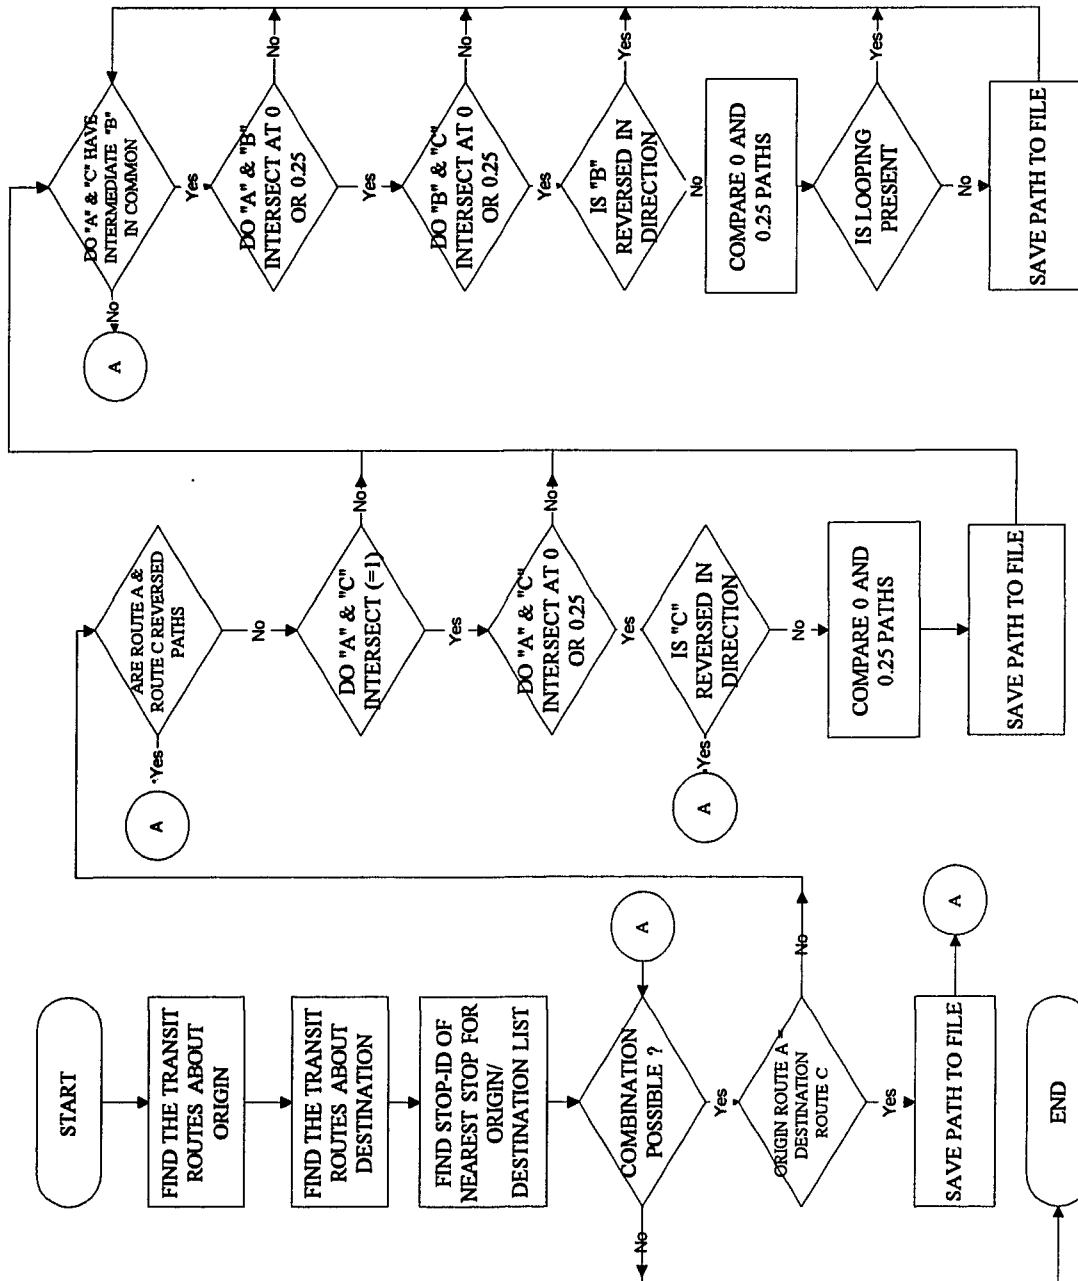 START
FIND THE TRANSIT
ROUTES ABOUT
ORIGIN
FIND THE TRANSIT
ROUTES ABOUT
DESTINATION
FIND STOP-ID OF
NEAREST STOP FOR
ORIGIN/
DESTINATION LIST
COMBINATION
POSSIBLE ?
A
No
Yes
ORIGIN ROUTE A =
DESTINATION
ROUTE C
No
Yes
SAVE PATH TO FILE
A
END
ARE ROUTE A &
ROUTE C REVERSED
PATHS
Yes
A
No
DO "A" & "C"
INTERSECT (=1)
No
Yes
DO "A" & "C"
INTERSECT AT 0
OR 0.25
No
Yes
IS "C"
REVERSED IN
DIRECTION
Yes
A
No
COMPARE 0 AND
0.25 PATHS
SAVE PATH TO FILE
DO "A" & "C" HAVE
INTERMEDIATE "B"
IN COMMON
No
A
Yes
DO "A" & "B"
INTERSECT AT 0
OR 0.25
No
Yes
DO "B" & "C"
INTERSECT AT 0
OR 0.25
No
Yes
IS "B"
REVERSED IN
DIRECTION
Yes
No
COMPARE 0 AND
0.25 PATHS
IS LOOPING
PRESENT
Yes
No
SAVE PATH TO FILE